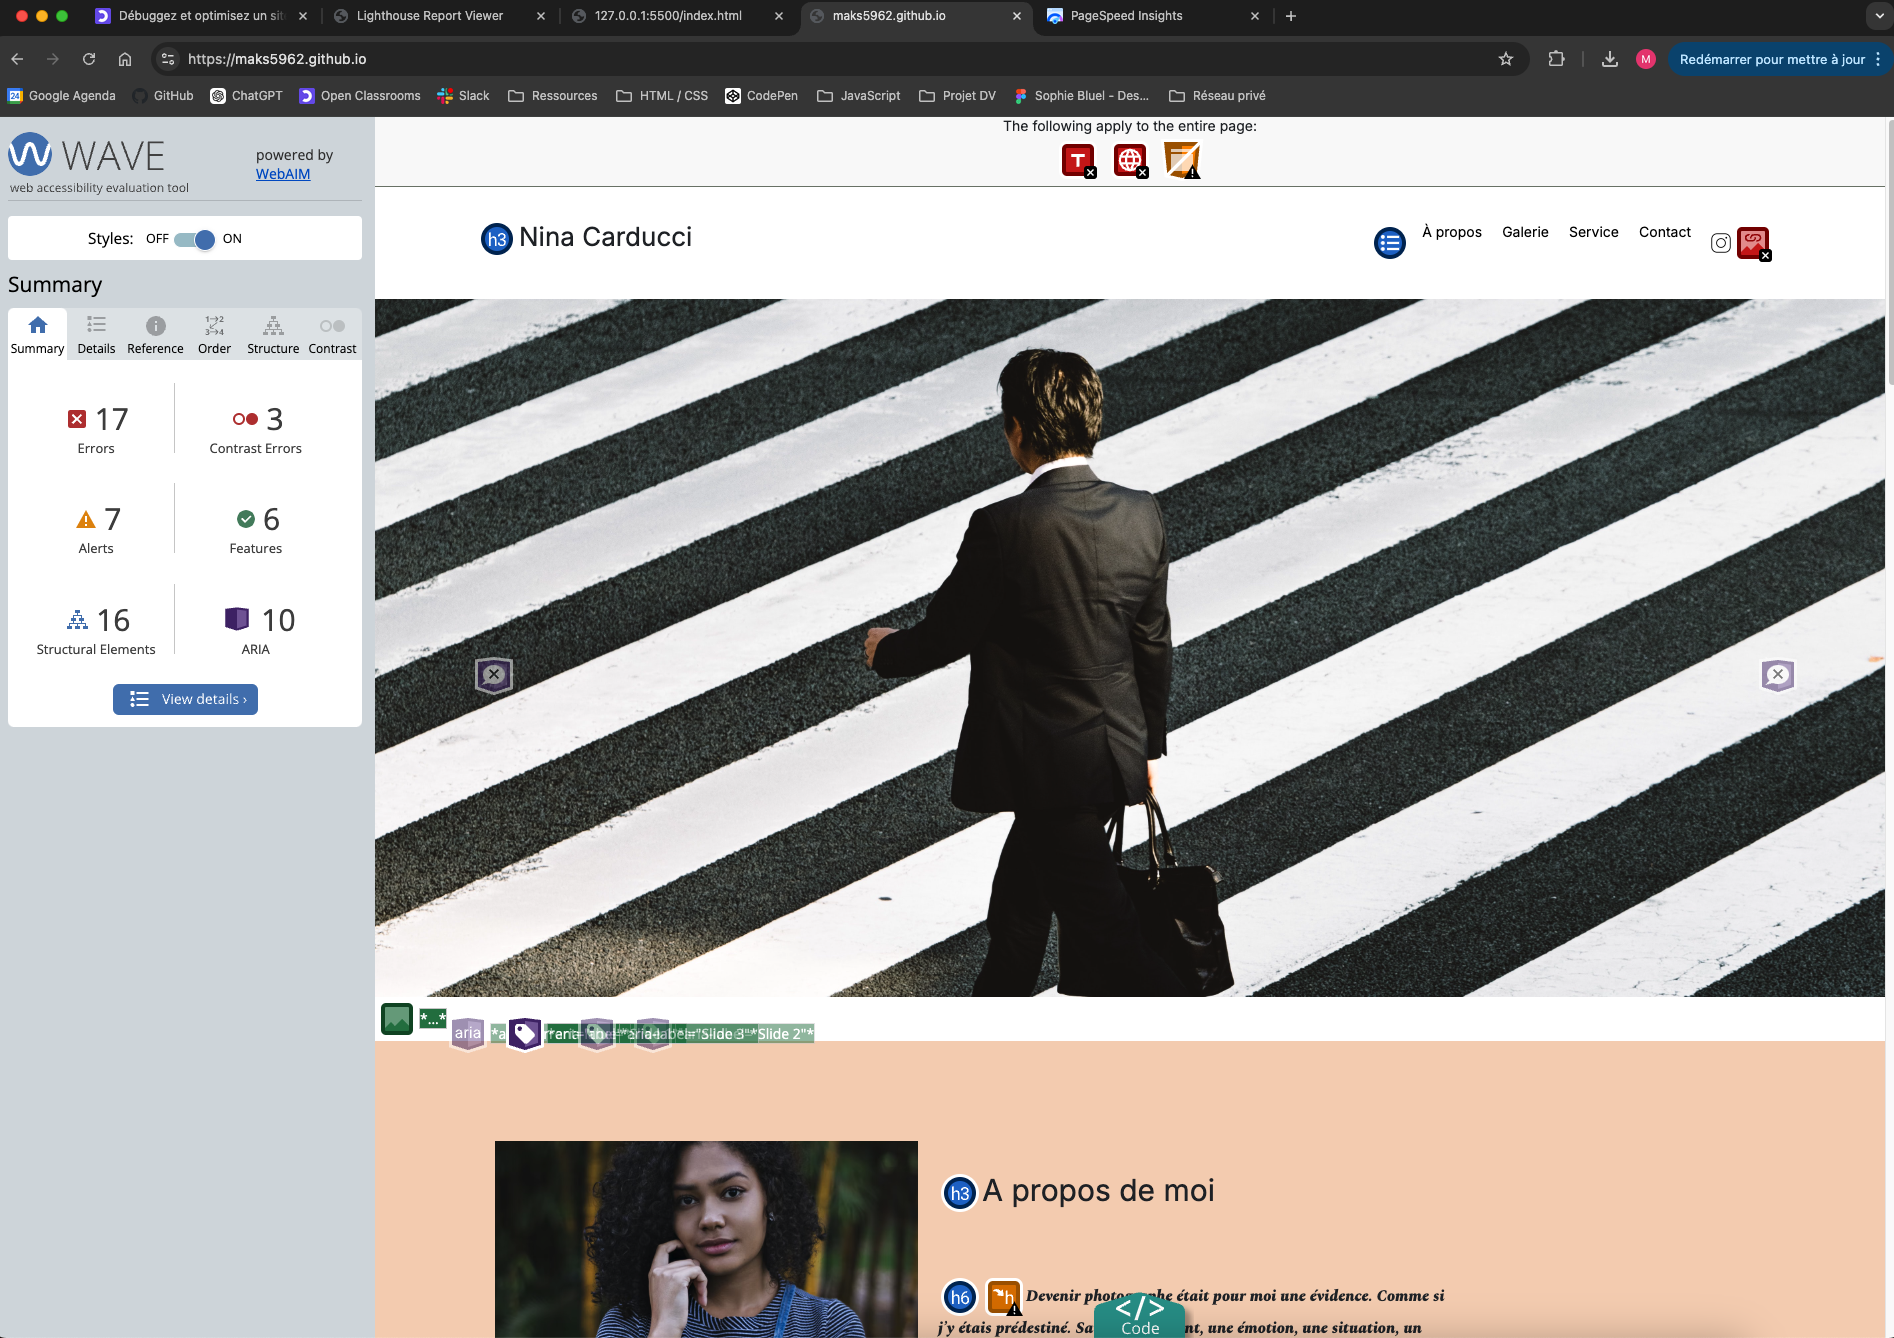 Débuggez et optimisez un sit
Lighthouse Report Viewer
127.0.0.1:5500/index.html
maks5962.github.io
PageSpeed Insights
https://maks5962.github.io
M
Redémarrer pour mettre à jour
24 Google Agenda
GitHub
ChatGPT
Open Classrooms
Slack
Ressources
HTML / CSS
CodePen
JavaScript
Projet DV
Sophie Bluel - Des...
Réseau privé
WAVE
web accessibility evaluation tool
powered by
WebAIM
Styles: OFF ON
Summary
Summary
Details
Reference
Order
Structure
Contrast
17
Errors
3
Contrast Errors
7
Alerts
6
Features
16
Structural Elements
10
ARIA
View details ›
The following apply to the entire page:
T
h3 Nina Carducci
À propos
Galerie
Service
Contact
*...*
aria
aria-label="Slide 3"*
Slide 2"*
h3 A propos de moi
h6 h Devenir photographe était pour moi une évidence. Comme si
j'y étais prédestiné. Sa
nt, une émotion, une situation, un
</> Code